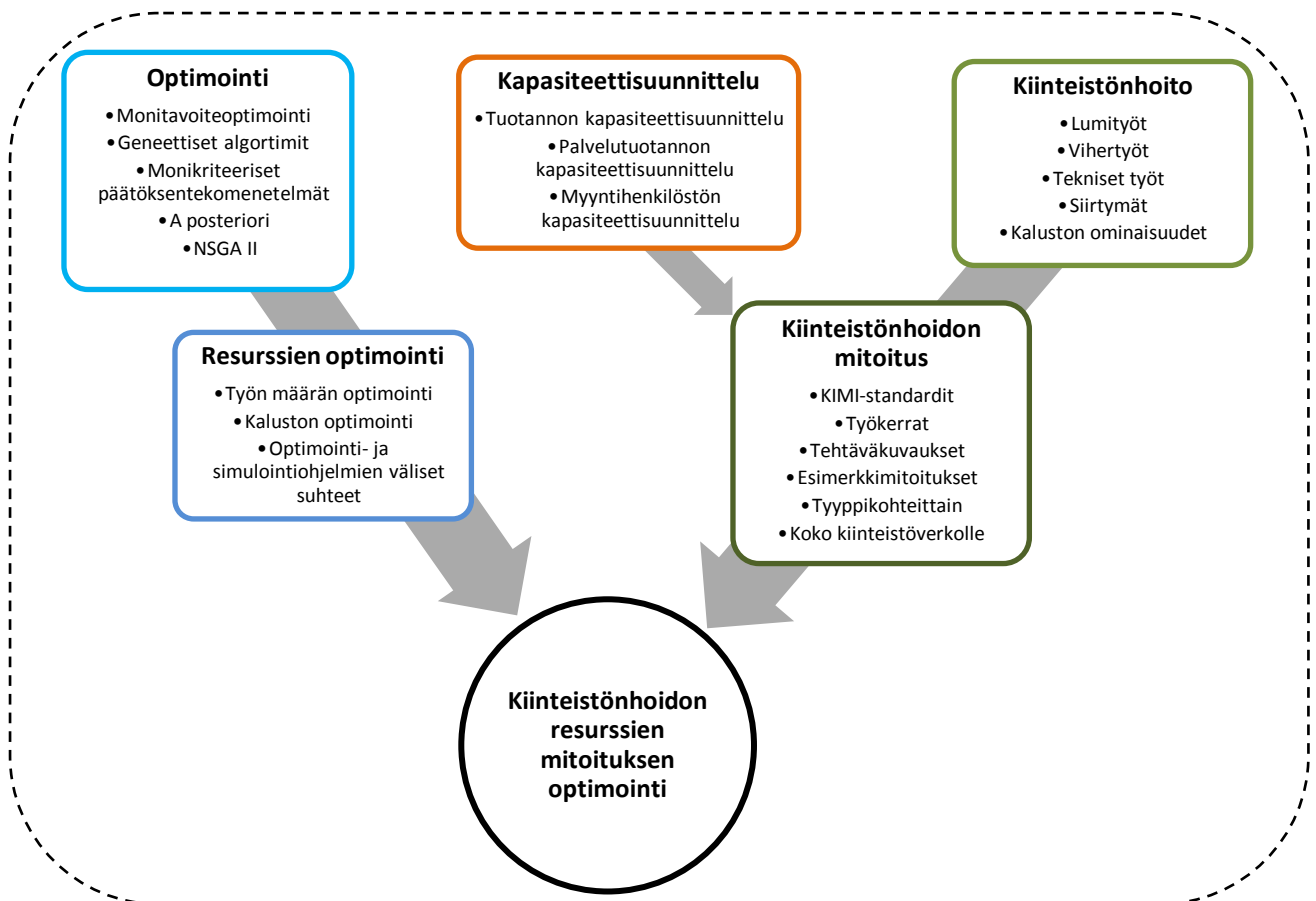 Optimointi
•Monitavoiteoptimointi
•Geneettiset algortimit
•Monikriteeriset
päätöksentekomenetelmät
•A posteriori
•NSGA II
Kapasiteettisuunnittelu
•Tuotannon kapasiteettisuunnittelu
•Palvelutuotannon
kapasiteettisuunnittelu
•Myyntihenkilöstön
kapasiteettisuunnittelu
Kiinteistönhoito
•Lumityöt
•Vihertyöt
•Tekniset työt
•Siirtymät
•Kaluston ominaisuudet
Resurssien optimointi
•Työn määrän optimointi
•Kaluston optimointi
•Optimointi- ja
simulointiohjelmien väliset
suhteet
Kiinteistönhoidon
mitoitus
•KIMI-standardit
•Työkerrat
•Tehtäväkuvaukset
•Esimerkkimitoitukset
•Tyyppikohteittain
•Koko kiinteistöverkolle
Kiinteistönhoidon
resurssien
mitoituksen
optimointi